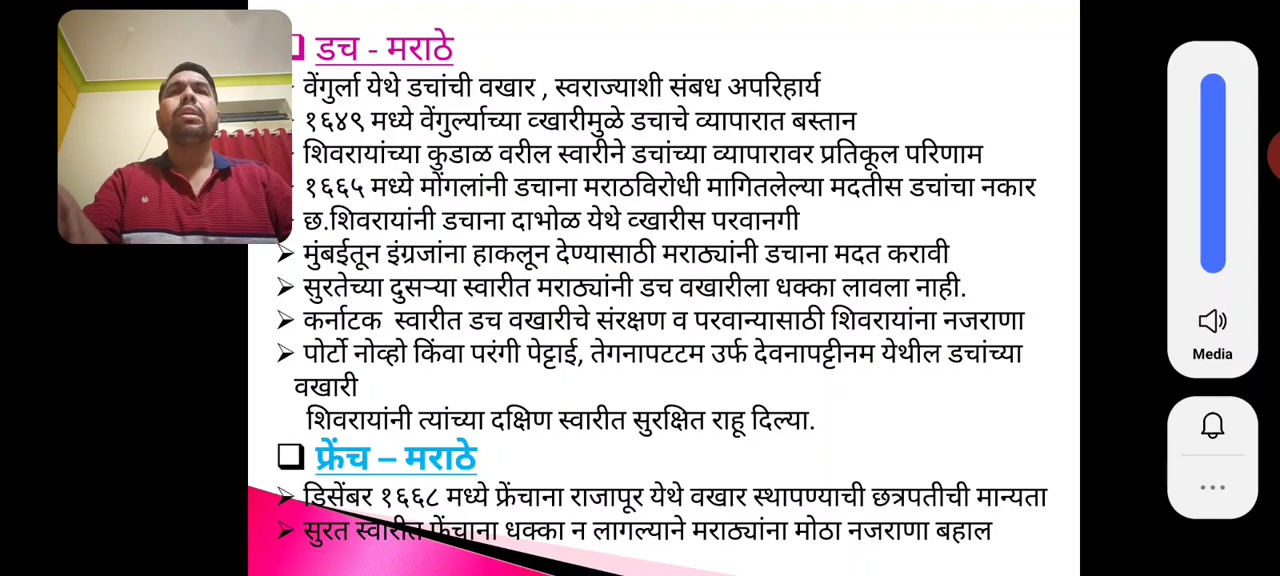 डच - मराठे
वेंगुर्ला येथे डचांची वखार , स्वराज्याशी संबध अपरिहार्य
१६४९ मध्ये वेंगुर्ल्याच्या व्खारीमुळे डचाचे व्यापारात बस्तान
शिवरायांच्या कुडाळ वरील स्वारीने डचांच्या व्यापारावर प्रतिकूल परिणाम
१६६५ मध्ये मोंगलांनी डचाना मराठविरोधी मागितलेल्या मदतीस डचांचा नकार
छ.शिवरायांनी डचाना दाभोळ येथे व्खारीस परवानगी
मुंबईतून इंग्रजांना हाकलून देण्यासाठी मराठ्यांनी डचाना मदत करावी
सुरतेच्या दुसऱ्या स्वारीत मराठ्यांनी डच वखारीला धक्का लावला नाही.
कर्नाटक स्वारीत डच वखारीचे संरक्षण व परवान्यासाठी शिवरायांना नजराणा
पोर्टो नोव्हो किंवा परंगी पेट्टाई, तेगनापटटम उर्फ देवनापट्टीनम येथील डचांच्या
वखारी
शिवरायांनी त्यांच्या दक्षिण स्वारीत सुरक्षित राहू दिल्या.
फ्रेंच – मराठे
डिसेंबर १६६८ मध्ये फ्रेंचाना राजापूर येथे वखार स्थापण्याची छत्रपतीची मान्यता
सुरत स्वारीत फ्रेंचाना धक्का न लागल्याने मराठ्यांना मोठा नजराणा बहाल
Media